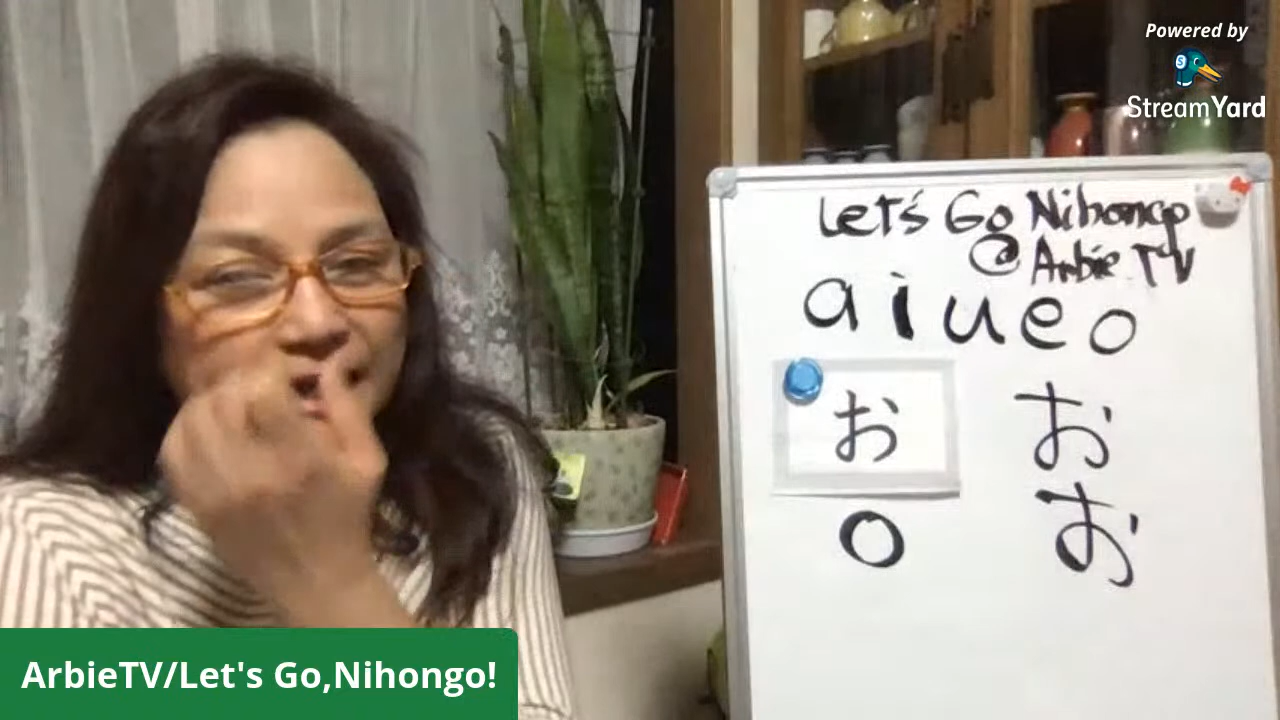 Powered by
StreamYard
Let's Go Nihongo
@ Arbie TV
a i u e o
お お
o お
ArbieTV/Let's Go,Nihongo!